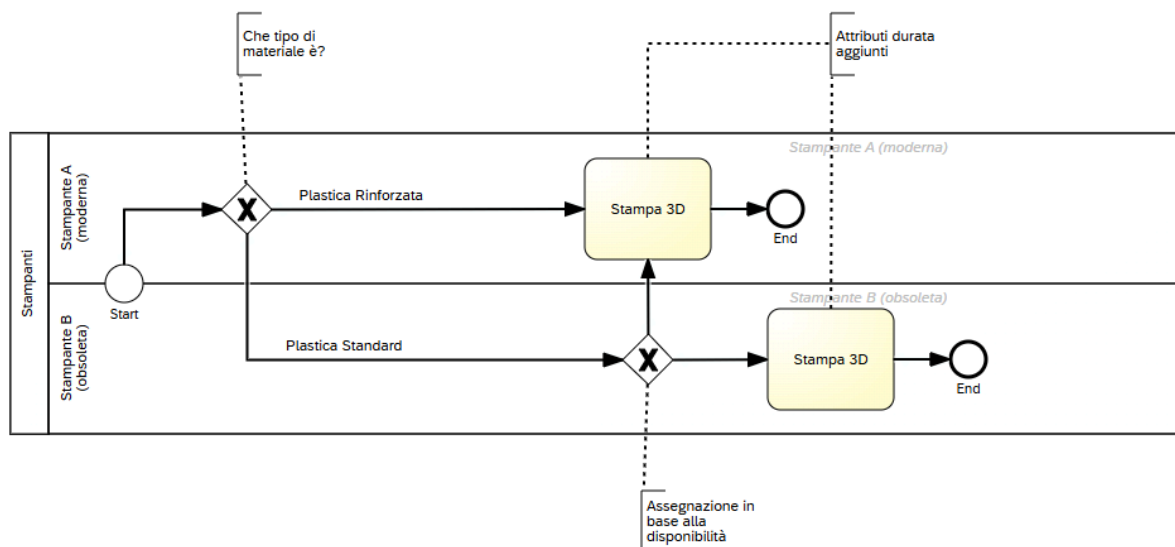 Che tipo di
materiale è?
Attributi durata
aggiunti
Stampanti
Stampante A
(moderna)
Stampante A (moderna)
X
Plastica Rinforzata
Stampa 3D
End
Start
Stampante B
(obsoleta)
Stampante B (obsoleta)
Plastica Standard
X
Stampa 3D
End
Assegnazione in
base alla
disponibilità